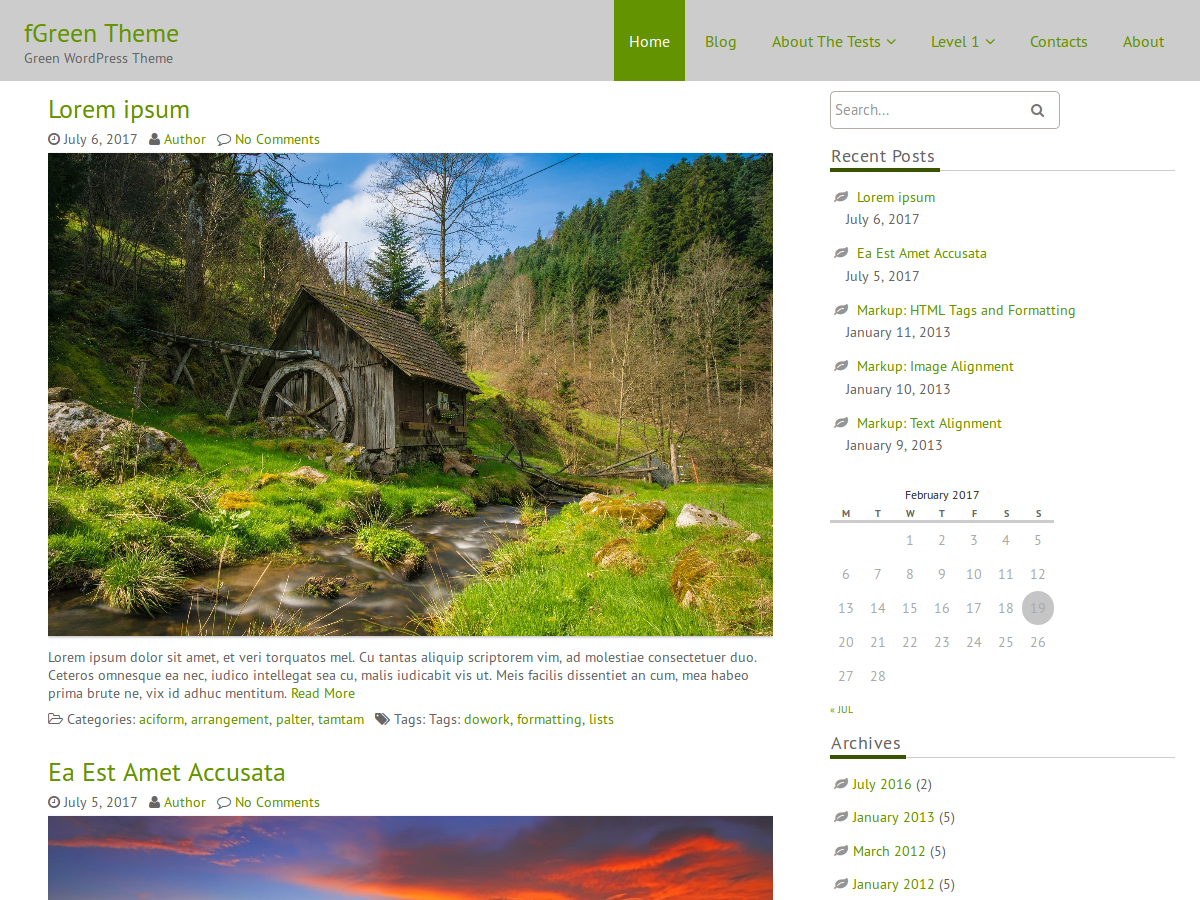 fGreen Theme
Green WordPress Theme
Home
Blog
About The Tests
Level 1
Contacts
About
Lorem ipsum
July 6, 2017 Author No Comments
Lorem ipsum dolor sit amet, et veri torquatos mel. Cu tantas aliquip scriptorem vim, ad molestiae consectetuer duo.
Ceteros omnesque ea nec, iudico intellegat sea cu, malis iudicabit vis ut. Meis facilis dissentiet an cum, mea habeo
prima brute ne, vix id adhuc mentitum. Read More
Categories: aciform, arrangement, palter, tamtam Tags: Tags: dowork, formatting, lists
Ea Est Amet Accusata
July 5, 2017 Author No Comments
Search...
Recent Posts
Lorem ipsum
July 6, 2017
Ea Est Amet Accusata
July 5, 2017
Markup: HTML Tags and Formatting
January 11, 2013
Markup: Image Alignment
January 10, 2013
Markup: Text Alignment
January 9, 2013
February 2017
M T W T F S S
1 2 3 4 5
6 7 8 9 10 11 12
13 14 15 16 17 18 19
20 21 22 23 24 25 26
27 28
« JUL
Archives
July 2016 (2)
January 2013 (5)
March 2012 (5)
January 2012 (5)